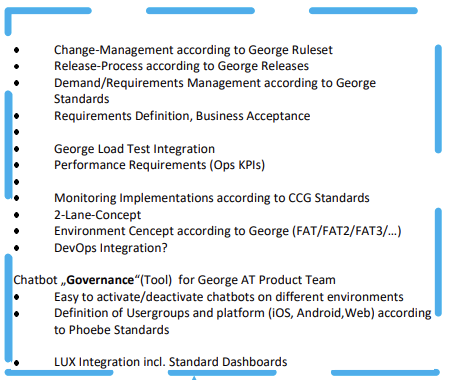 • Change-Management according to George Ruleset
• Release-Process according to George Releases
• Demand/Requirements Management according to George
Standards
• Requirements Definition, Business Acceptance
•
• George Load Test Integration
• Performance Requirements (Ops KPIs)
•
• Monitoring Implementations according to CCG Standards
• 2-Lane-Concept
• Environment Cencept according to George (FAT/FAT2/FAT3/...)
• DevOps Integration?
Chatbot „Governance“(Tool) for George AT Product Team
• Easy to activate/deactivate chatbots on different environments
• Definition of Usergroups and platform (iOS, Android,Web) according
to Phoebe Standards
• LUX Integration incl. Standard Dashboards